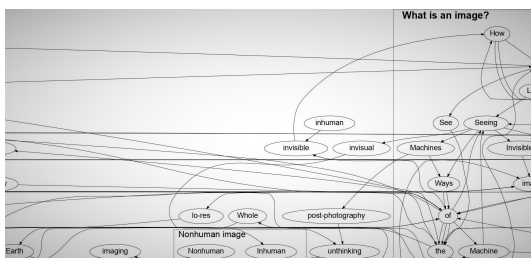 What is an image?
How
inhuman
See
Seeing
invisible
invisual
Machines
Invisible
Ways
lo-res
Whole
post-photography
of
Nonhuman image
Earth
imaging
Nonhuman
Inhuman
unthinking
the
Machine